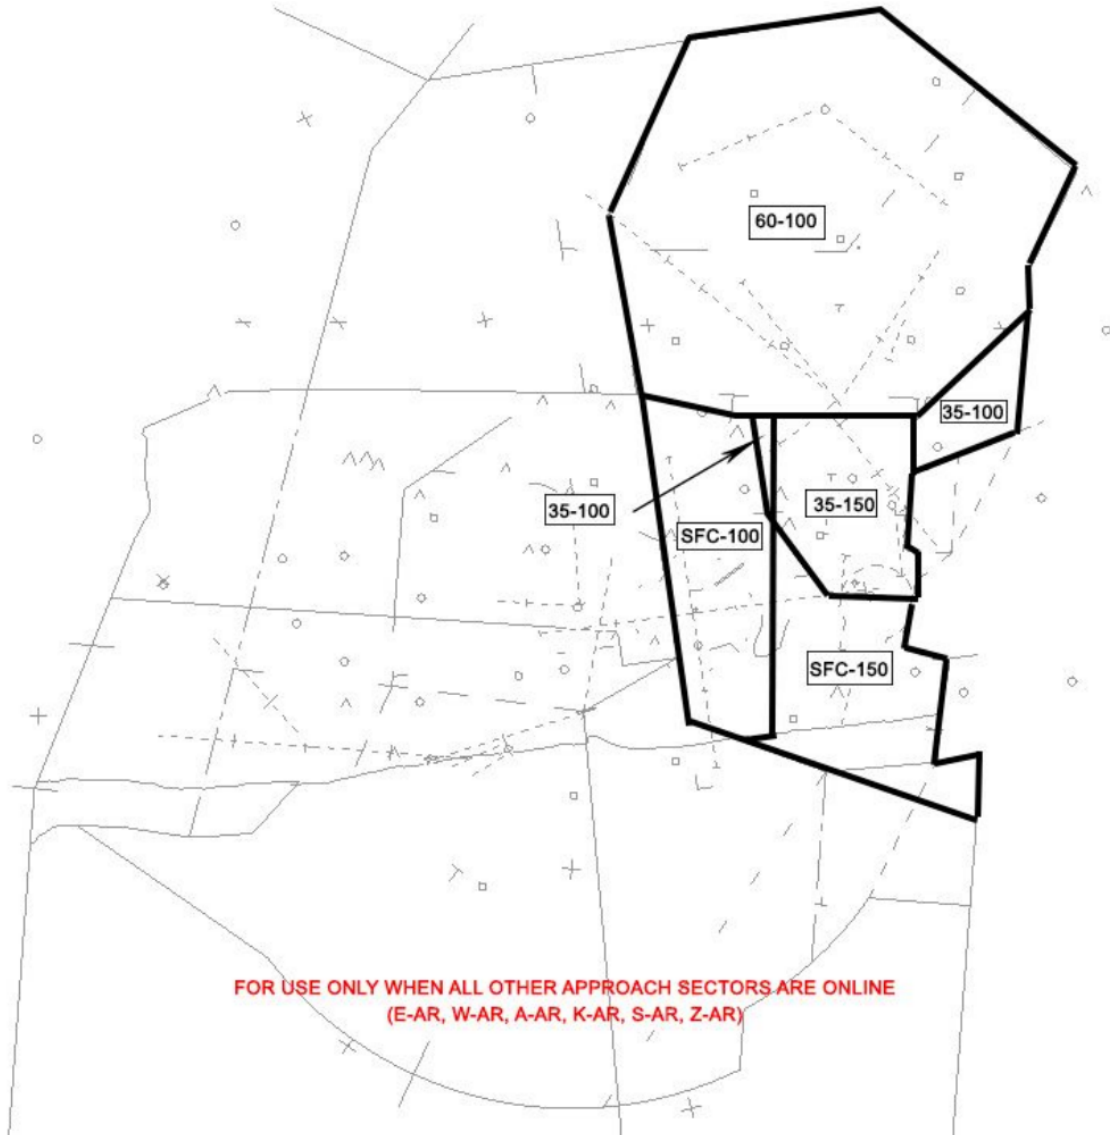 60-100
35-100
35-150
35-100
SFC-100
SFC-150
FOR USE ONLY WHEN ALL OTHER APPROACH SECTORS ARE ONLINE
(E-AR, W-AR, A-AR, K-AR, S-AR, Z-AR)